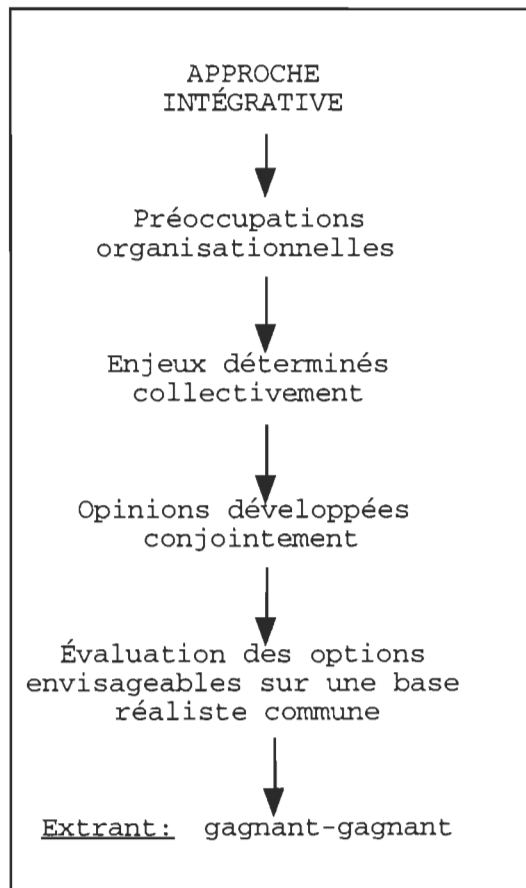 APPROCHE
INTÉGRATIVE
Préoccupations
organisationnelles
Enjeux déterminés
collectivement
Opinions développées
conjointement
Évaluation des options
envisageables sur une base
réaliste commune
Extrant: gagnant-gagnant